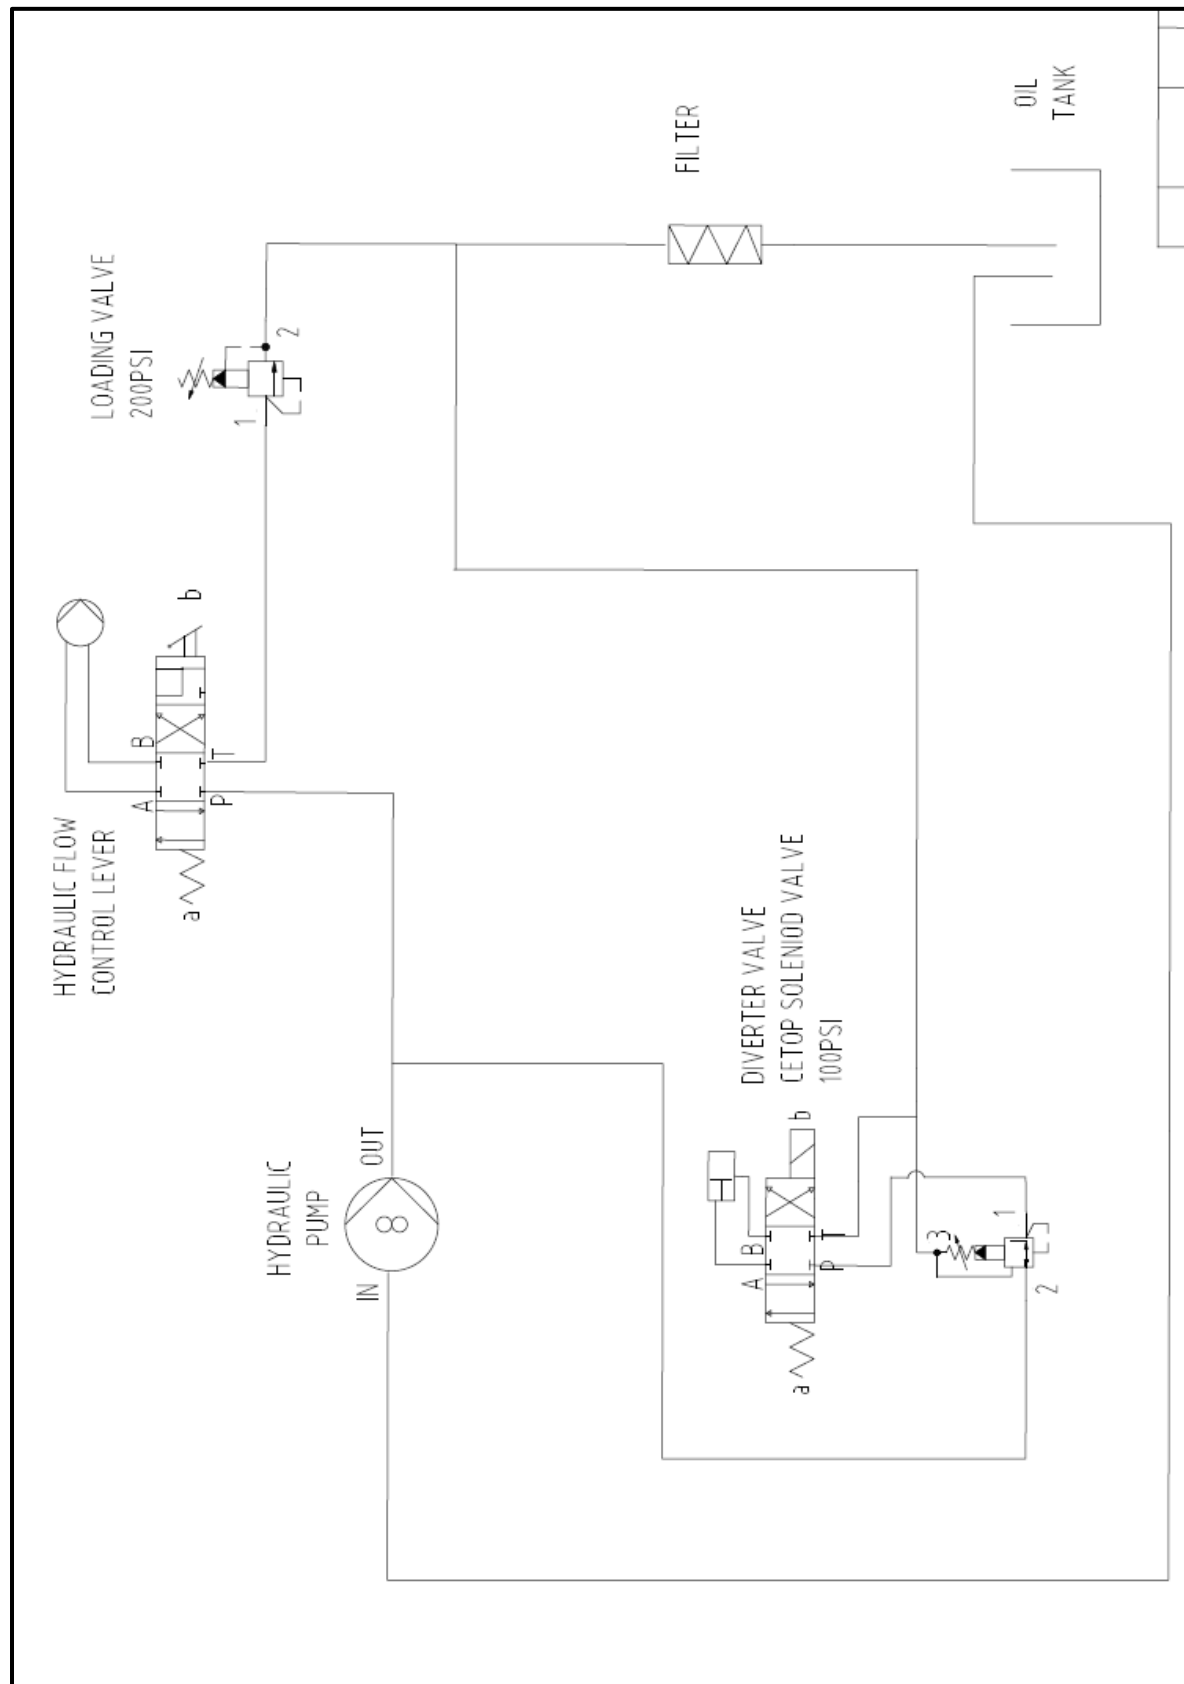 HYDRAULIC FLOW
CONTROL LEVER
a
A
B
P
T
b
LOADING VALVE
200PSI
1
2
HYDRAULIC
PUMP
IN
8
OUT
FILTER
OIL
TANK
DIVERTER VALVE
CETOP SOLENIOD VALVE
100PSI
a
A
B
P
T
b
3
1
2